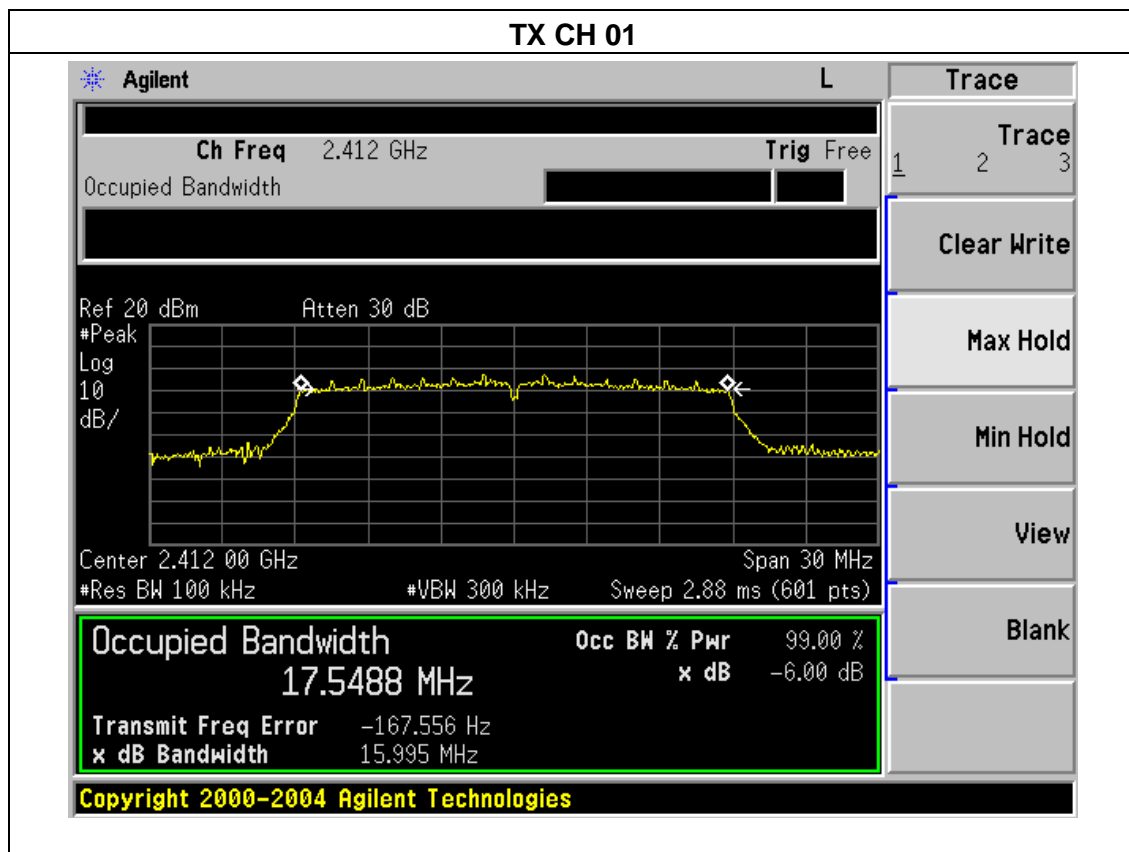 TX CH 01
Agilent L Trace
Ch Freq 2.412 GHz Trig Free
Occupied Bandwidth
Trace
1 2 3
Clear Write
Max Hold
Min Hold
View
Blank
Ref 20 dBm Atten 30 dB
#Peak
Log
10
dB/
Center 2.412 00 GHz Span 30 MHz
#Res BW 100 kHz #VBW 300 kHz Sweep 2.88 ms (601 pts)
Occupied Bandwidth Occ BW % Pwr 99.00 %
17.5488 MHz x dB -6.00 dB
Transmit Freq Error -167.556 Hz
x dB Bandwidth 15.995 MHz
Copyright 2000-2004 Agilent Technologies